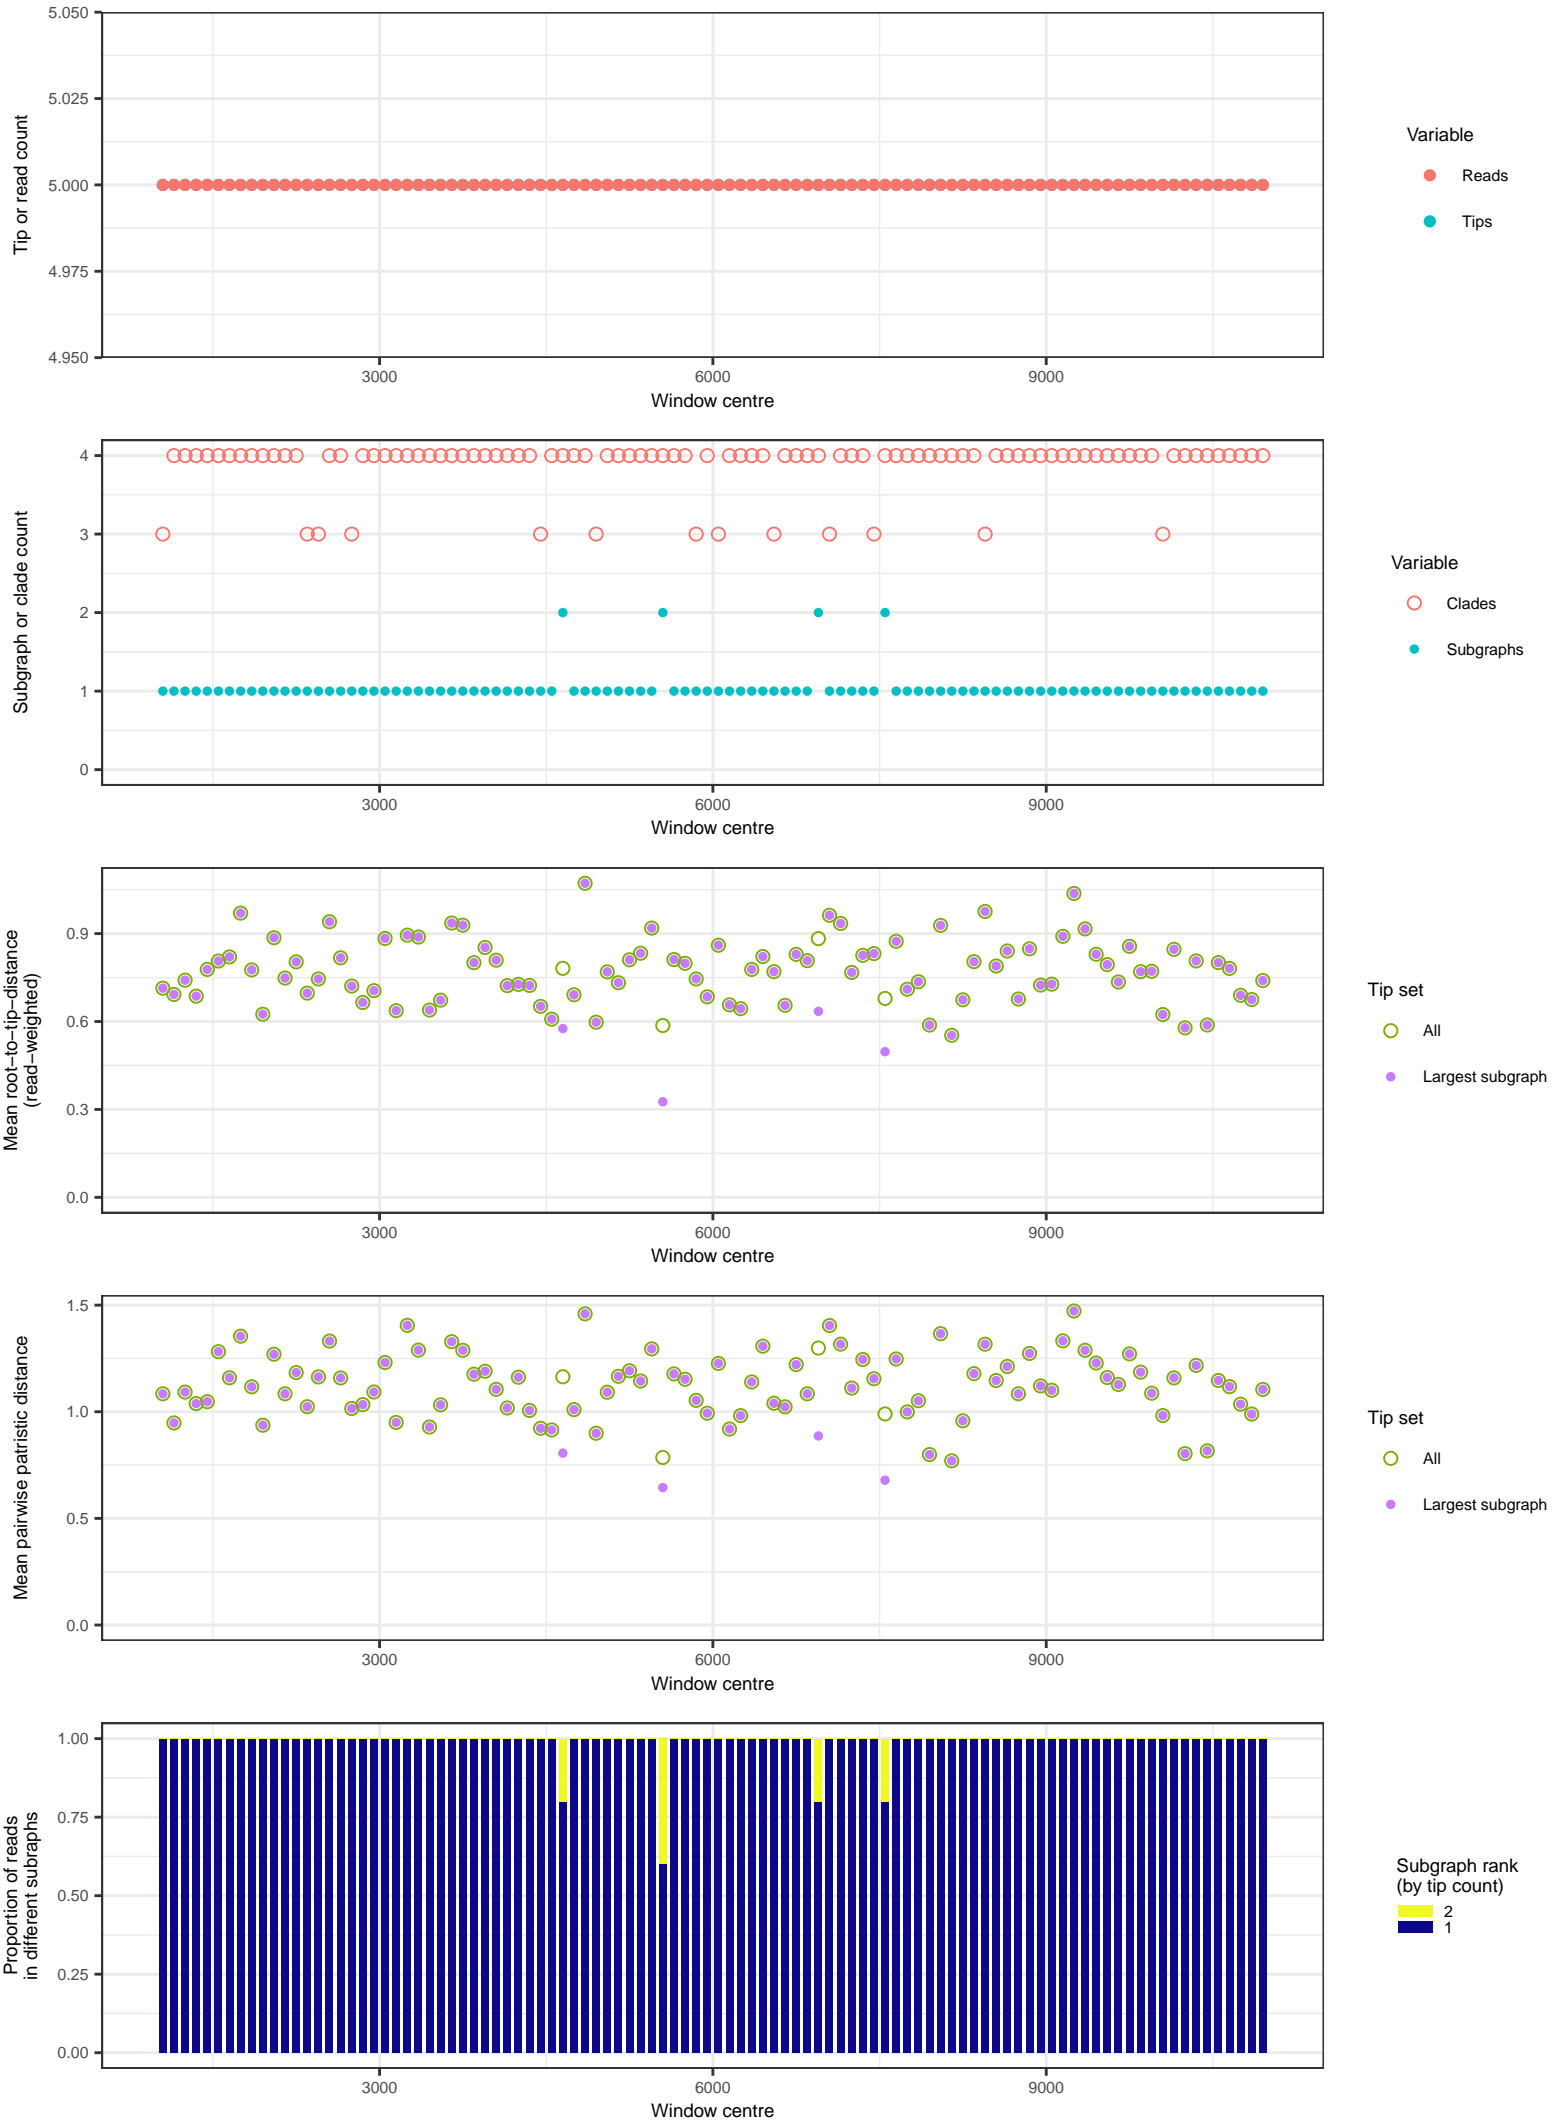 5.050
5.025
5.000
4.975
4.950
Tip or read count
3000
6000
9000
Window centre
Variable
Reads
Tips
4
3
2
1
0
Subgraph or clade count
3000
6000
9000
Window centre
Variable
Clades
Subgraphs
0.9
0.6
0.3
0.0
Mean root−to−tip−distance
(read−weighted)
3000
6000
9000
Window centre
Tip set
All
Largest subgraph
1.5
1.0
0.5
0.0
Mean pairwise patristic distance
3000
6000
9000
Window centre
Tip set
All
Largest subgraph
1.00
0.75
0.50
0.25
0.00
Proportion of reads
in different subraphs
3000
6000
9000
Window centre
Subgraph rank
(by tip count)
2
1